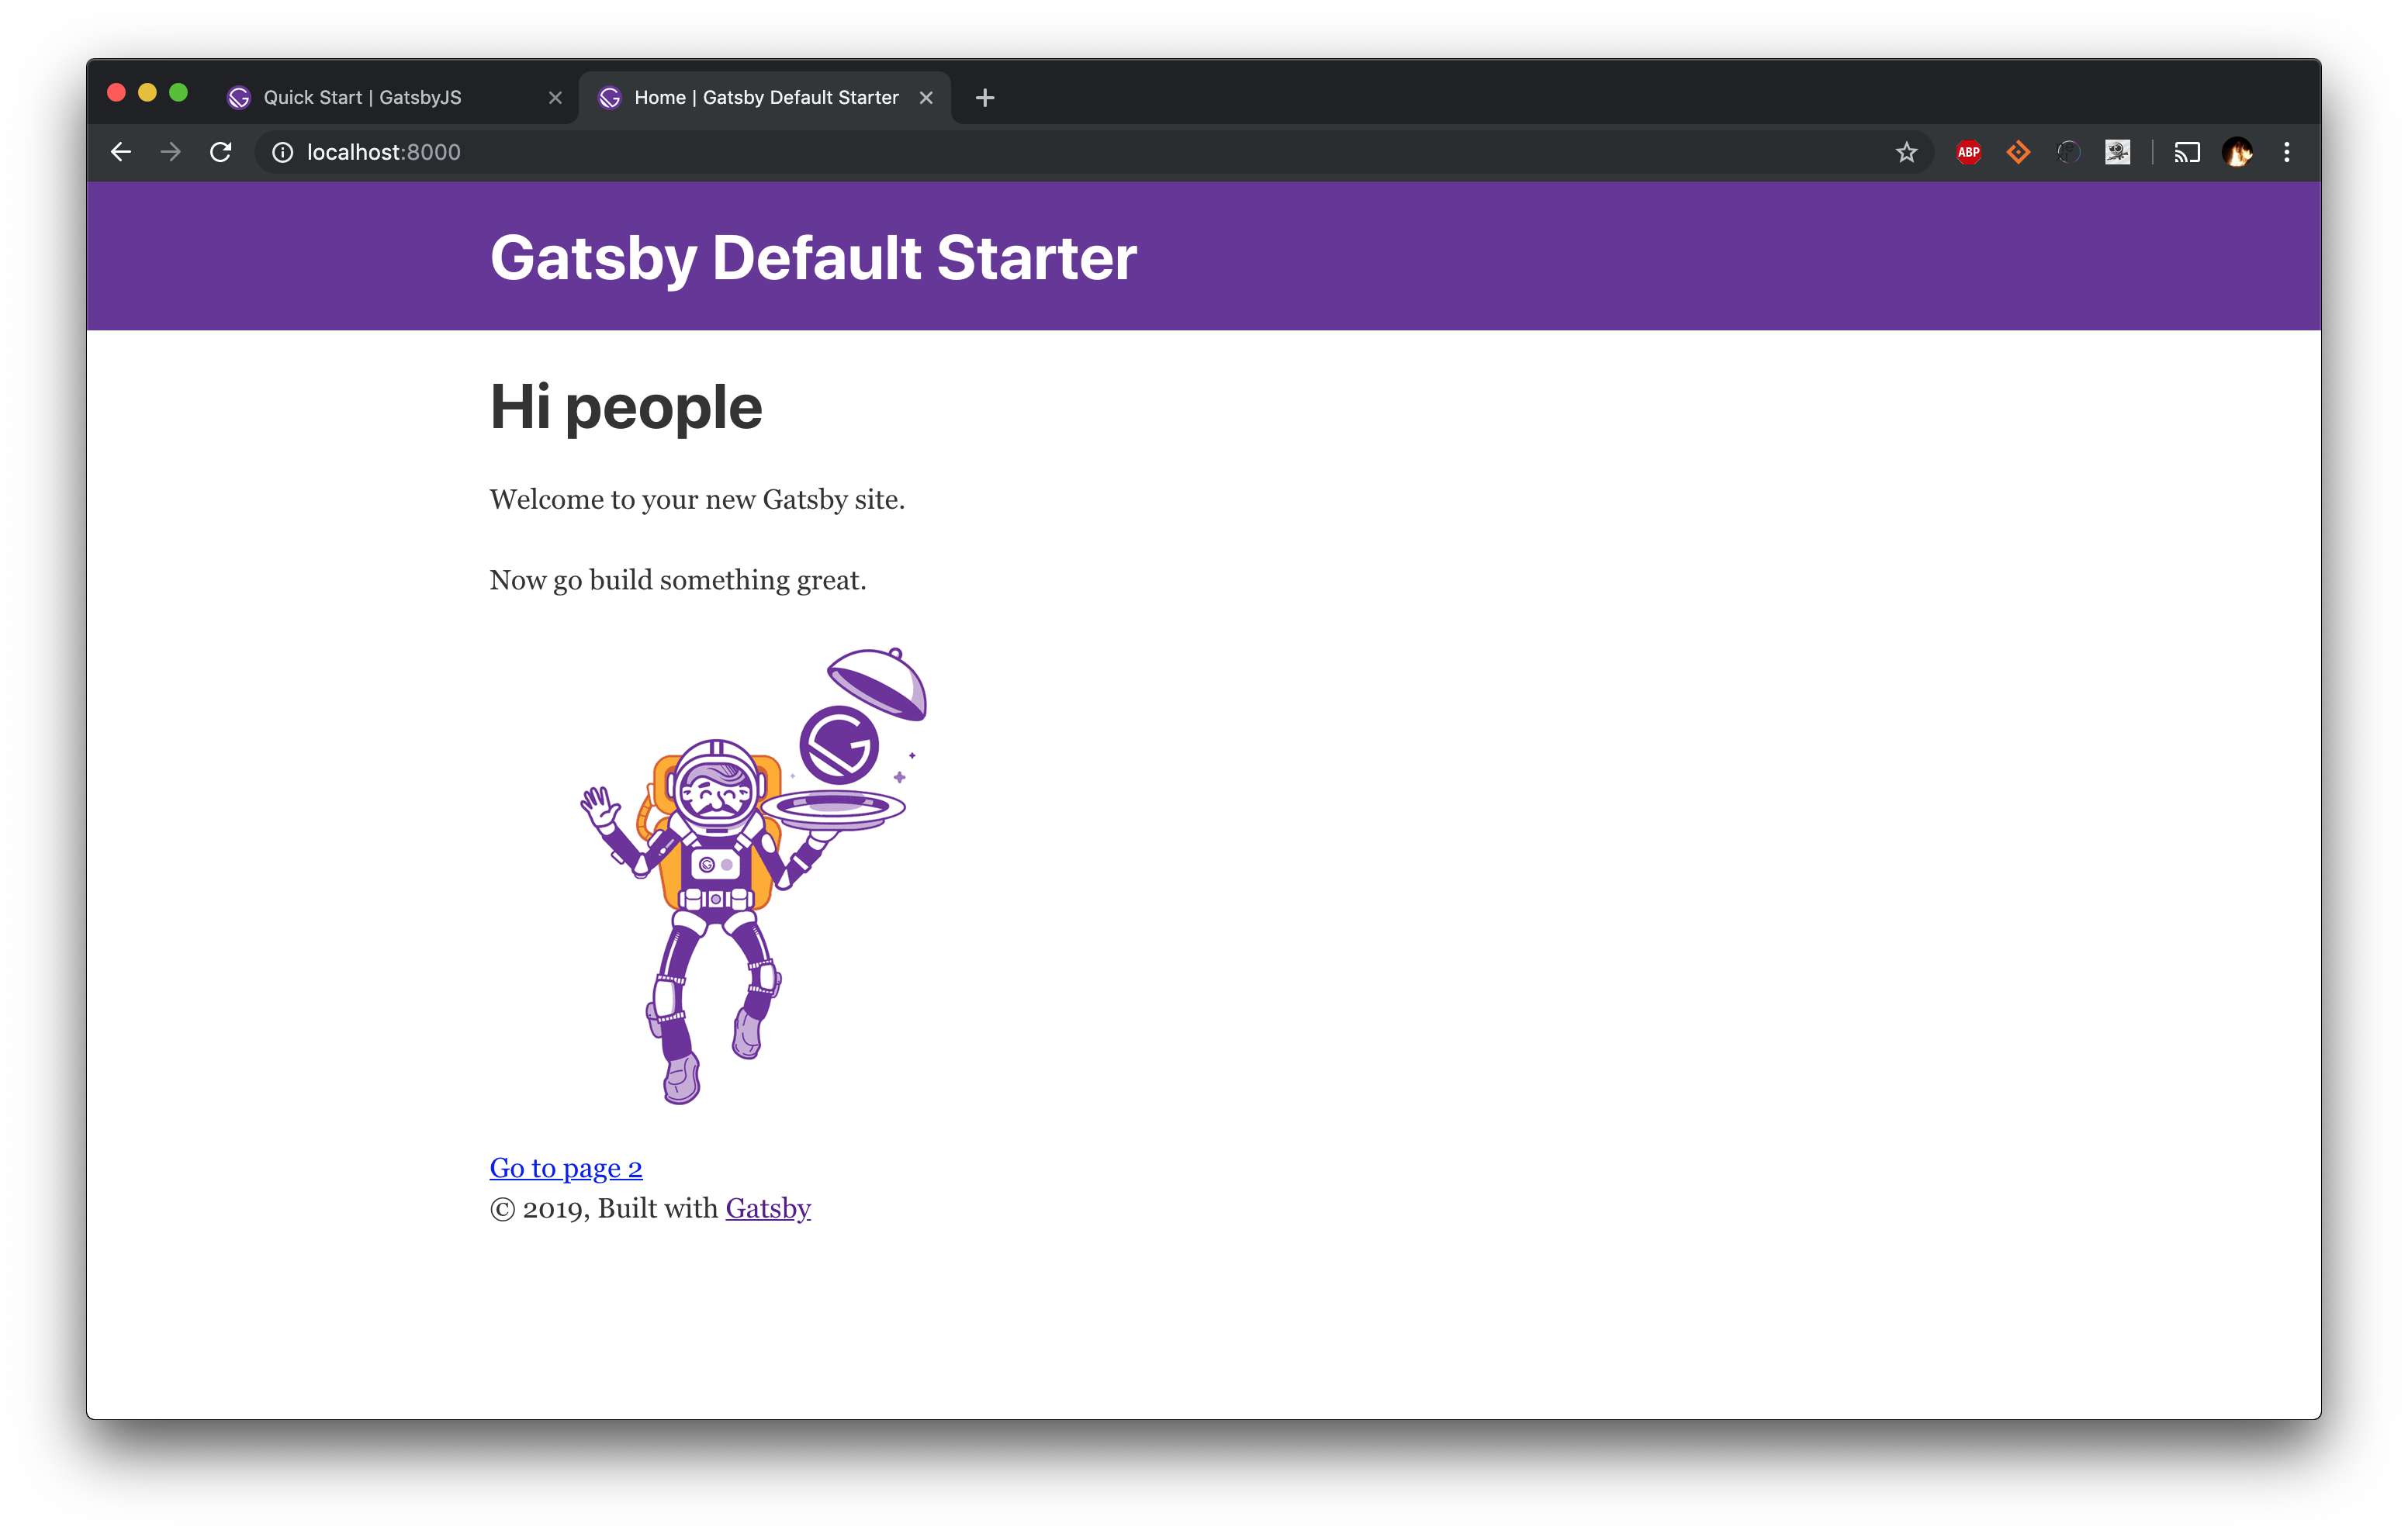 Quick Start | GatsbyJS
Home | Gatsby Default Starter
localhost:8000
ABP
Gatsby Default Starter
Hi people
Welcome to your new Gatsby site.
Now go build something great.
Go to page 2
© 2019, Built with Gatsby